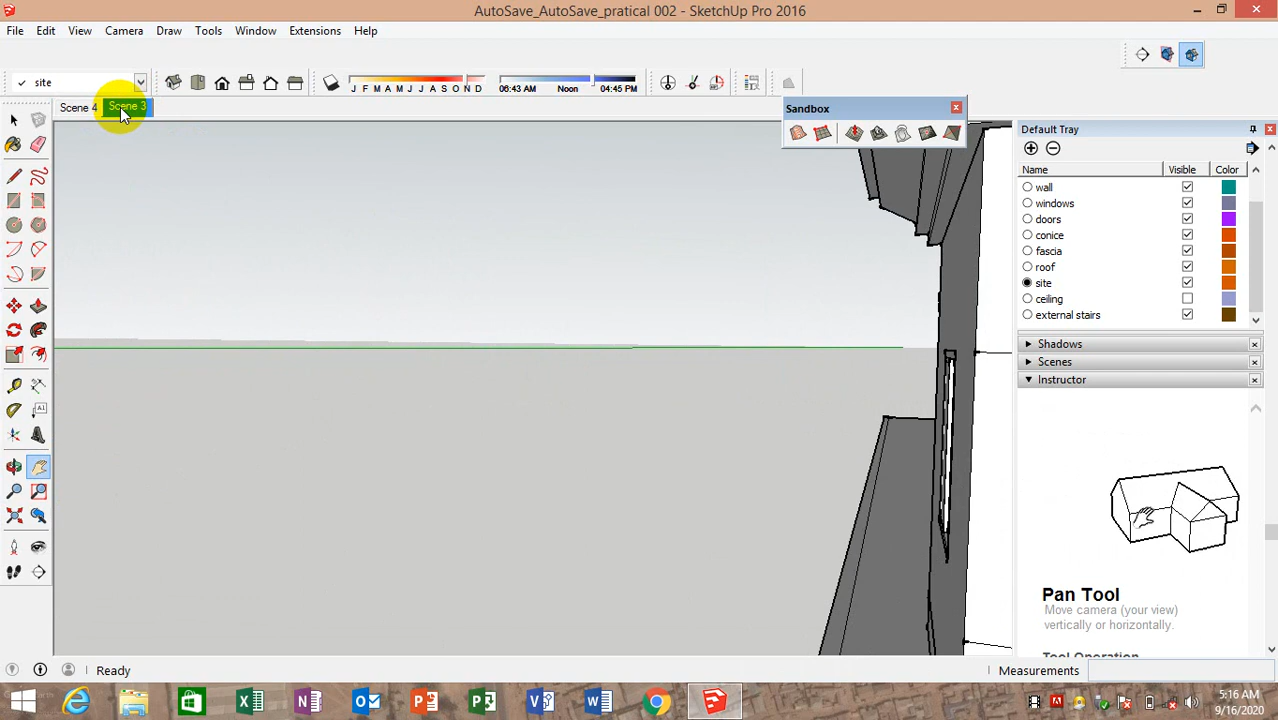 AutoSave_AutoSave_pratical 002 - SketchUp Pro 2016
File Edit View Camera Draw Tools Window Extensions Help
site
J F M A M J J A S O N D
06:43 AM Noon 04:45 PM
Scene 4 Scene 3
Sandbox
Default Tray
Name Visible Color
wall
windows
doors
conice
fascia
roof
site
ceiling
external stairs
Shadows
Scenes
Instructor
Pan Tool
Move camera (your view)
vertically or horizontally.
Tool Operation
Ready
Measurements
5:16 AM
9/16/2020